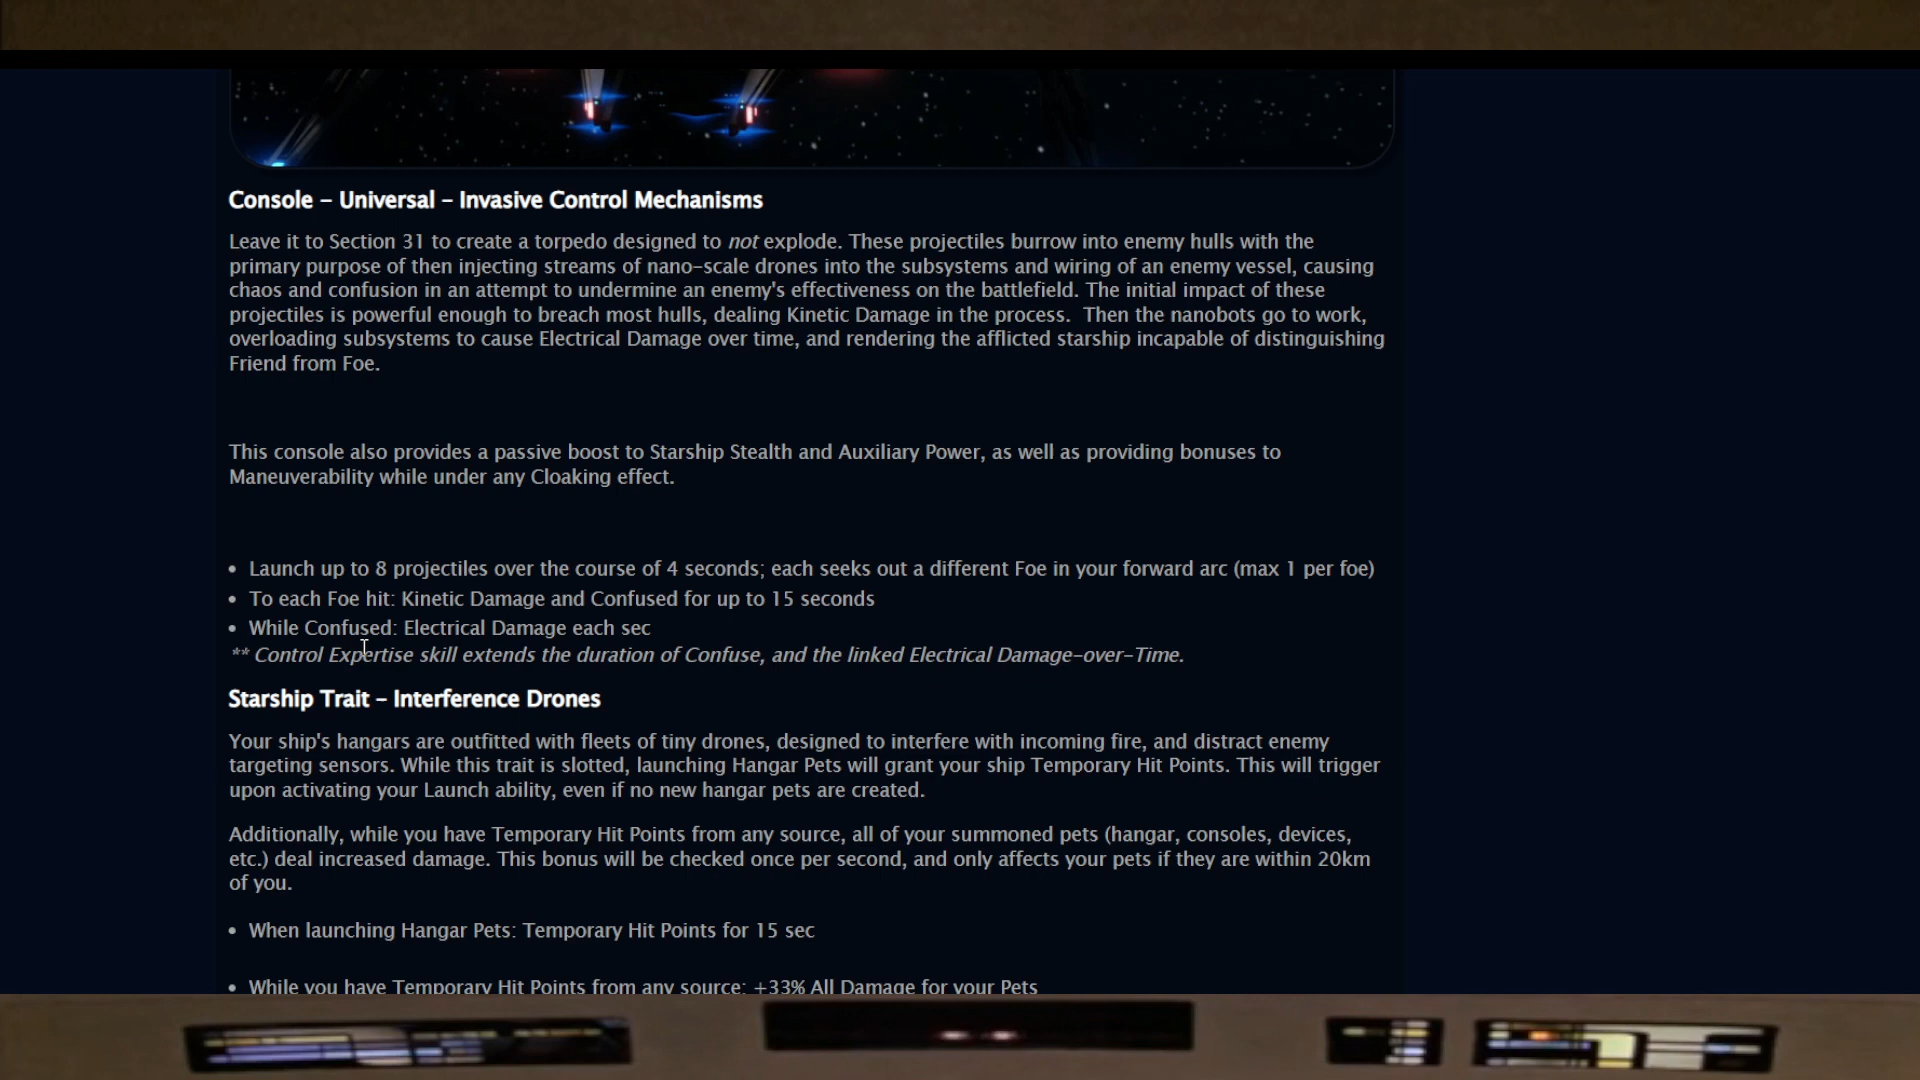 Console – Universal – Invasive Control Mechanisms
Leave it to Section 31 to create a torpedo designed to not explode. These projectiles burrow into enemy hulls with the
primary purpose of then injecting streams of nano-scale drones into the subsystems and wiring of an enemy vessel, causing
chaos and confusion in an attempt to undermine an enemy's effectiveness on the battlefield. The initial impact of these
projectiles is powerful enough to breach most hulls, dealing Kinetic Damage in the process.  Then the nanobots go to work,
overloading subsystems to cause Electrical Damage over time, and rendering the afflicted starship incapable of distinguishing
Friend from Foe.
This console also provides a passive boost to Starship Stealth and Auxiliary Power, as well as providing bonuses to
Maneuverability while under any Cloaking effect.
• Launch up to 8 projectiles over the course of 4 seconds; each seeks out a different Foe in your forward arc (max 1 per foe)
• To each Foe hit: Kinetic Damage and Confused for up to 15 seconds
• While Confused: Electrical Damage each sec
** Control Expertise skill extends the duration of Confuse, and the linked Electrical Damage-over-Time.
Starship Trait – Interference Drones
Your ship's hangars are outfitted with fleets of tiny drones, designed to interfere with incoming fire, and distract enemy
targeting sensors. While this trait is slotted, launching Hangar Pets will grant your ship Temporary Hit Points. This will trigger
upon activating your Launch ability, even if no new hangar pets are created.
Additionally, while you have Temporary Hit Points from any source, all of your summoned pets (hangar, consoles, devices,
etc.) deal increased damage. This bonus will be checked once per second, and only affects your pets if they are within 20km
of you.
• When launching Hangar Pets: Temporary Hit Points for 15 sec
• While you have Temporary Hit Points from any source: +33% All Damage for your Pets